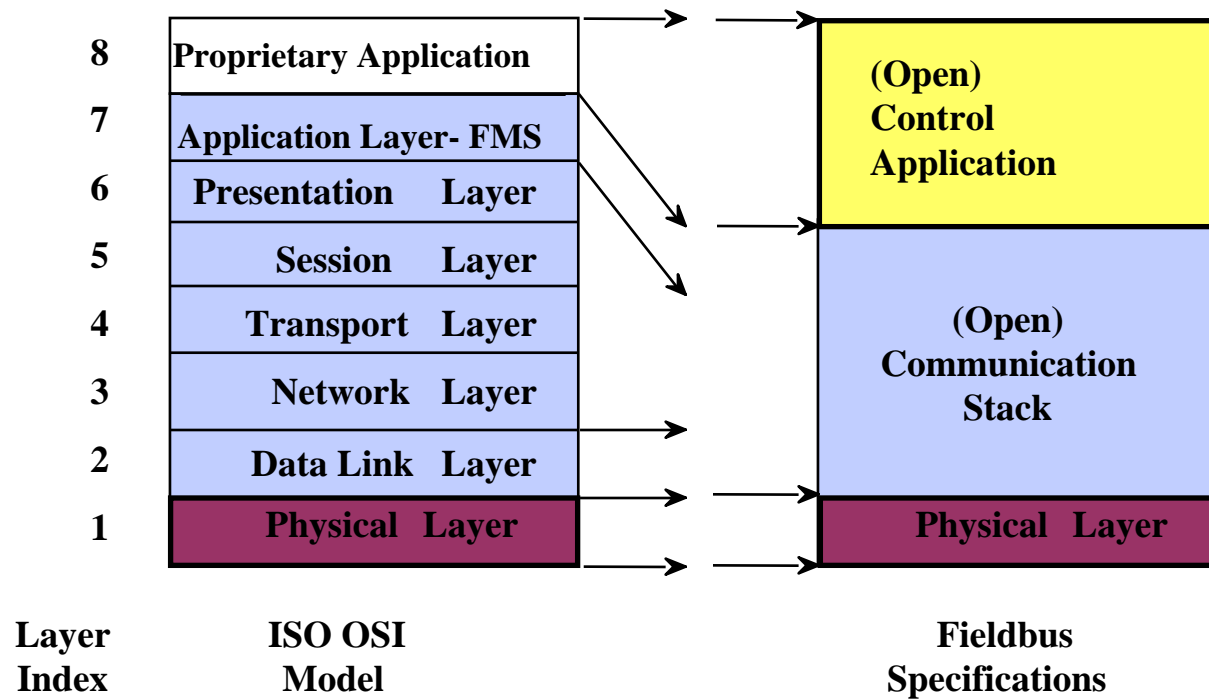 8 Proprietary Application
7 Application Layer- FMS
6 Presentation Layer
5 Session Layer
4 Transport Layer
3 Network Layer
2 Data Link Layer
1 Physical Layer
(Open)
Control
Application
(Open)
Communication
Stack
Physical Layer
Layer
Index
ISO OSI
Model
Fieldbus
Specifications